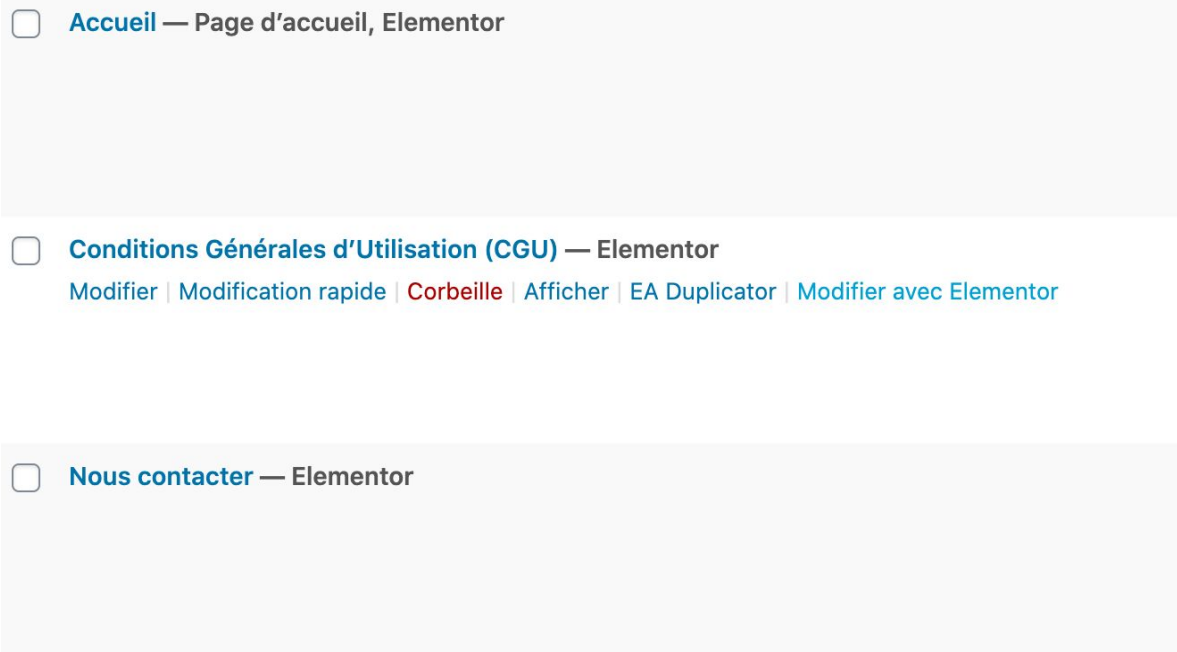 Accueil — Page d’accueil, Elementor
Conditions Générales d’Utilisation (CGU) — Elementor
Modifier | Modification rapide | Corbeille | Afficher | EA Duplicator | Modifier avec Elementor
Nous contacter — Elementor